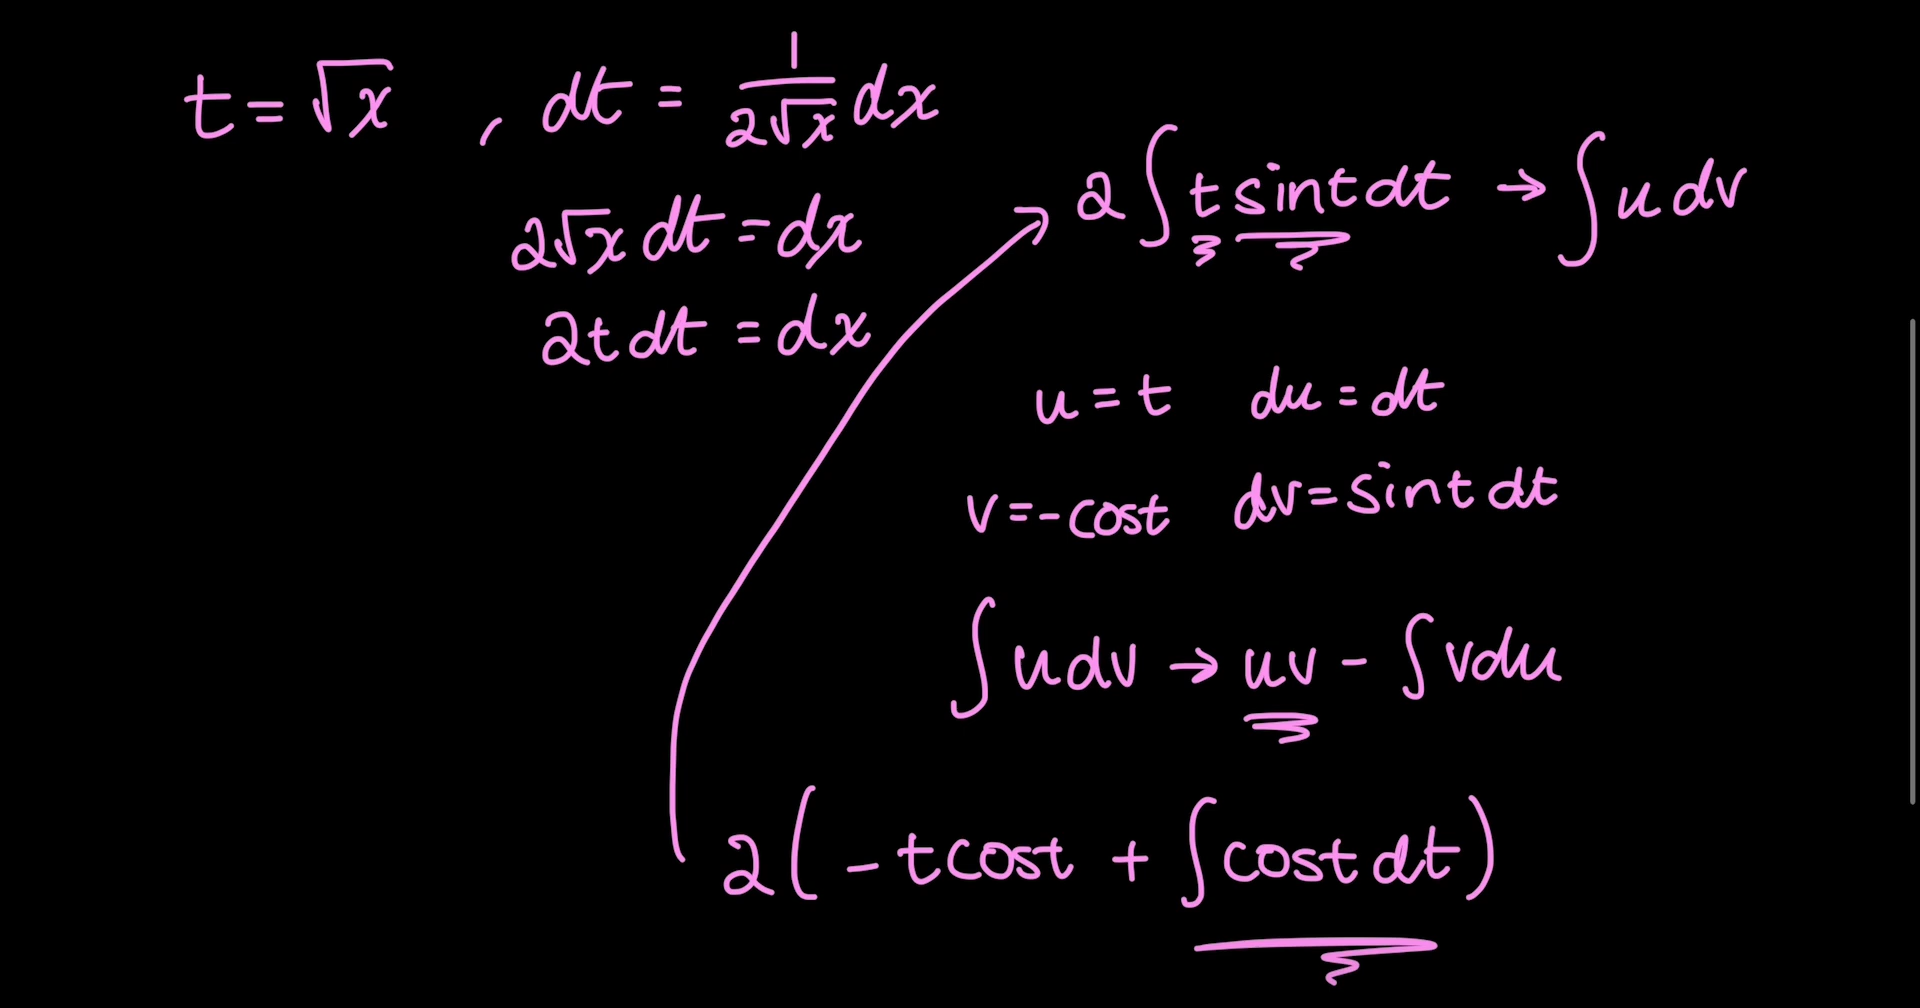 t = √x , dt = 1/(2√x) dx
2√x dt = dx
2t dt = dx
2∫ t sint dt → ∫ u dv
u = t du = dt
v = -cost dv = sint dt
∫ u dv → uv - ∫ v du
2( - t cost + ∫ cost dt )